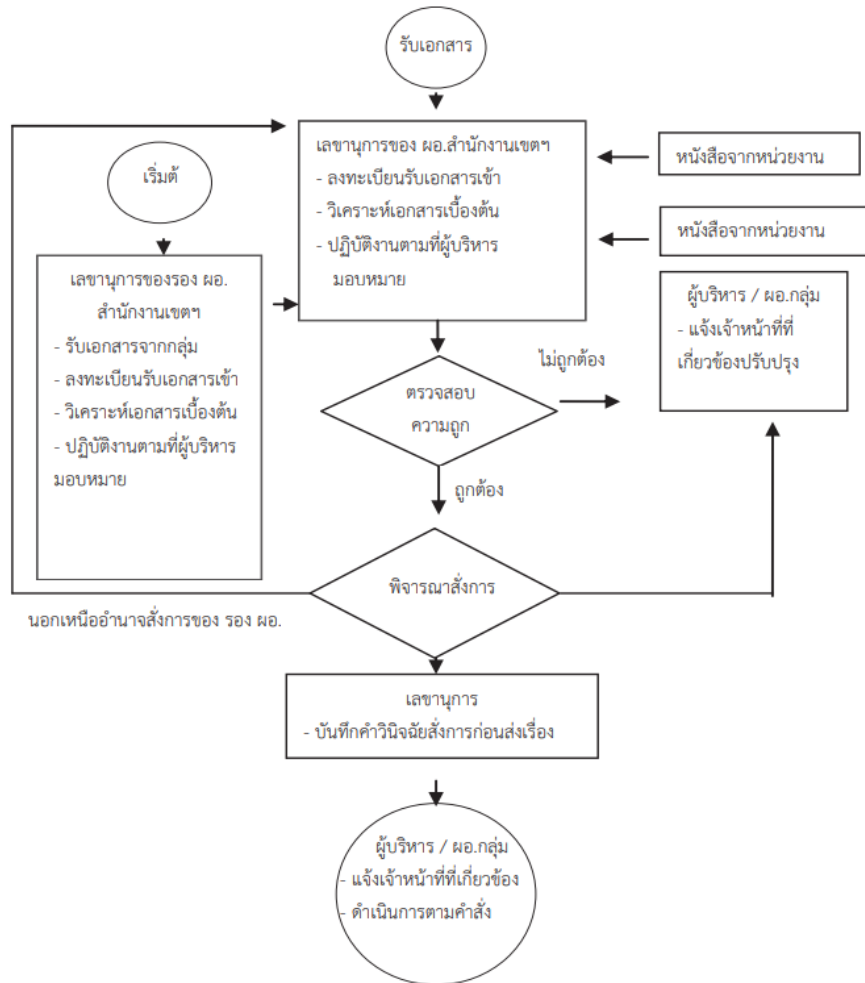 รับเอกสาร
เลขานุการของ ผอ.สำนักงานเขตฯ
- ลงทะเบียนรับเอกสารเข้า
- วิเคราะห์เอกสารเบื้องต้น
- ปฏิบัติงานตามที่ผู้บริหาร
มอบหมาย
หนังสือจากหน่วยงาน
หนังสือจากหน่วยงาน
เริ่มต้
เลขานุการของรอง ผอ.
สำนักงานเขตฯ
- รับเอกสารจากกลุ่ม
- ลงทะเบียนรับเอกสารเข้า
- วิเคราะห์เอกสารเบื้องต้น
- ปฏิบัติงานตามที่ผู้บริหาร
มอบหมาย
ผู้บริหาร / ผอ.กลุ่ม
- แจ้งเจ้าหน้าที่ที่
เกี่ยวข้องปรับปรุง
ไม่ถูกต้อง
ตรวจสอบ
ความถูก
ถูกต้อง
พิจารณาสั่งการ
นอกเหนืออำนาจสั่งการของ รอง ผอ.
เลขานุการ
- บันทึกคำวินิจฉัยสั่งการก่อนส่งเรื่อง
ผู้บริหาร / ผอ.กลุ่ม
- แจ้งเจ้าหน้าที่ที่เกี่ยวข้อง
- ดำเนินการตามคำสั่ง